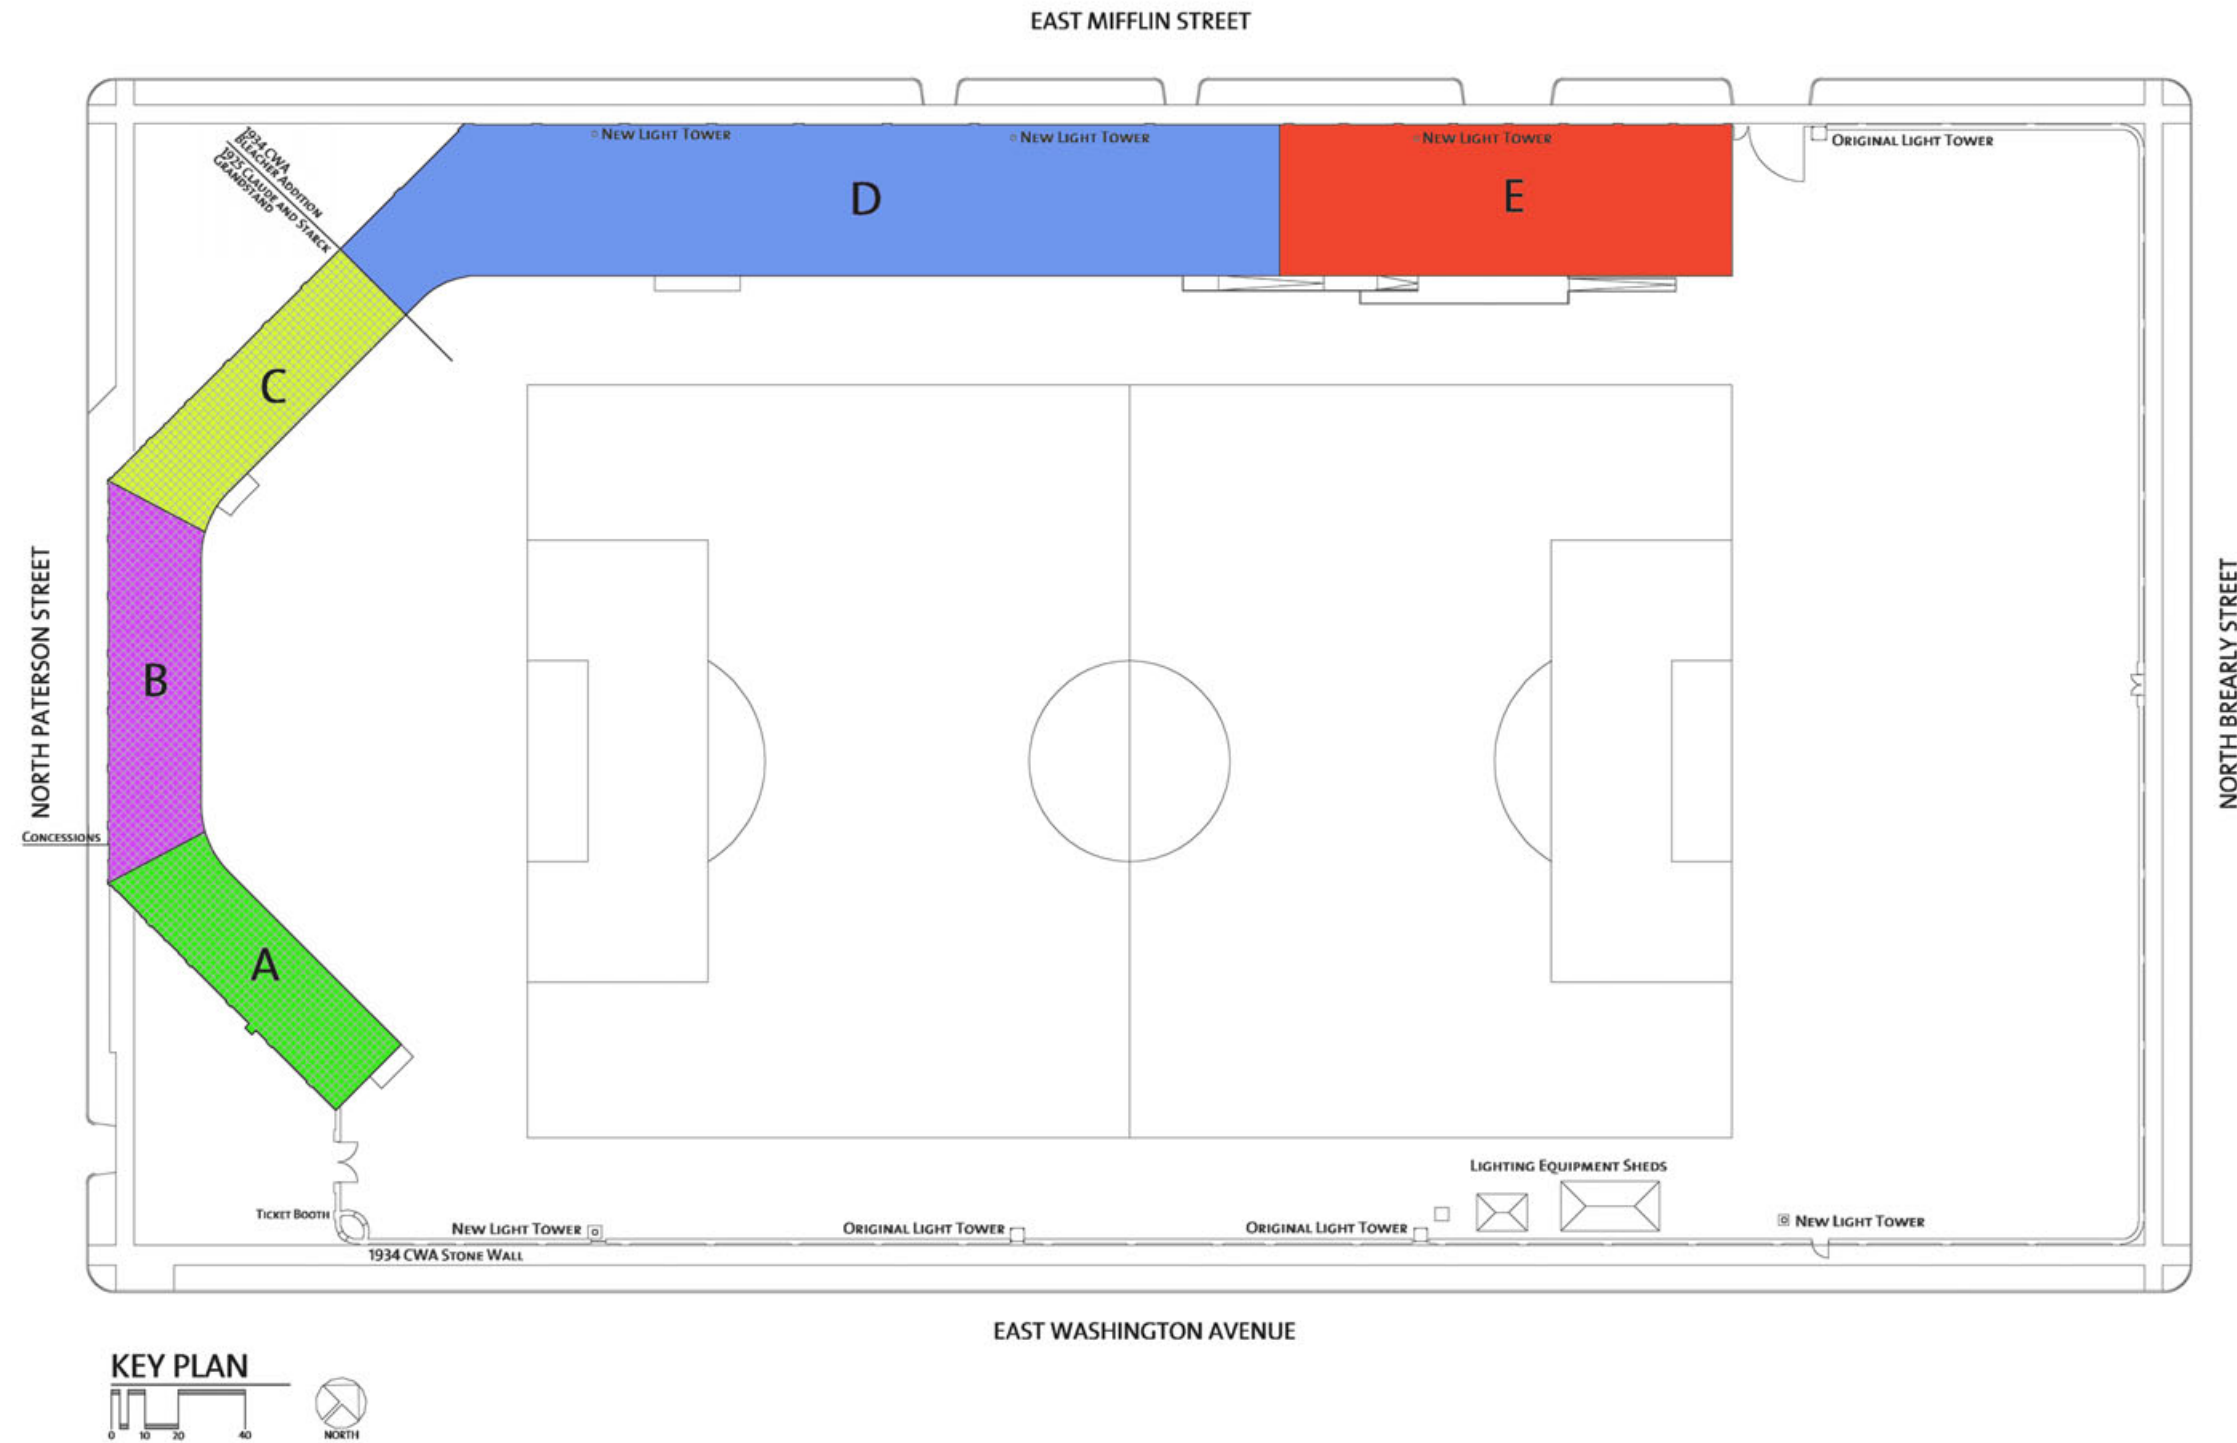 EAST MIFFLIN STREET
NEW LIGHT TOWER
NEW LIGHT TOWER
NEW LIGHT TOWER
ORIGINAL LIGHT TOWER
1934 CWA
BLEACHER ADDITION
1925 CLAUDE AND STARCK
GRANDSTAND
D
E
C
B
A
NORTH PATERSON STREET
NORTH BREARLY STREET
CONCESSIONS
LIGHTING EQUIPMENT SHEDS
TICKET BOOTH
NEW LIGHT TOWER
ORIGINAL LIGHT TOWER
ORIGINAL LIGHT TOWER
NEW LIGHT TOWER
1934 CWA STONE WALL
EAST WASHINGTON AVENUE
KEY PLAN
0 10 20 40
NORTH